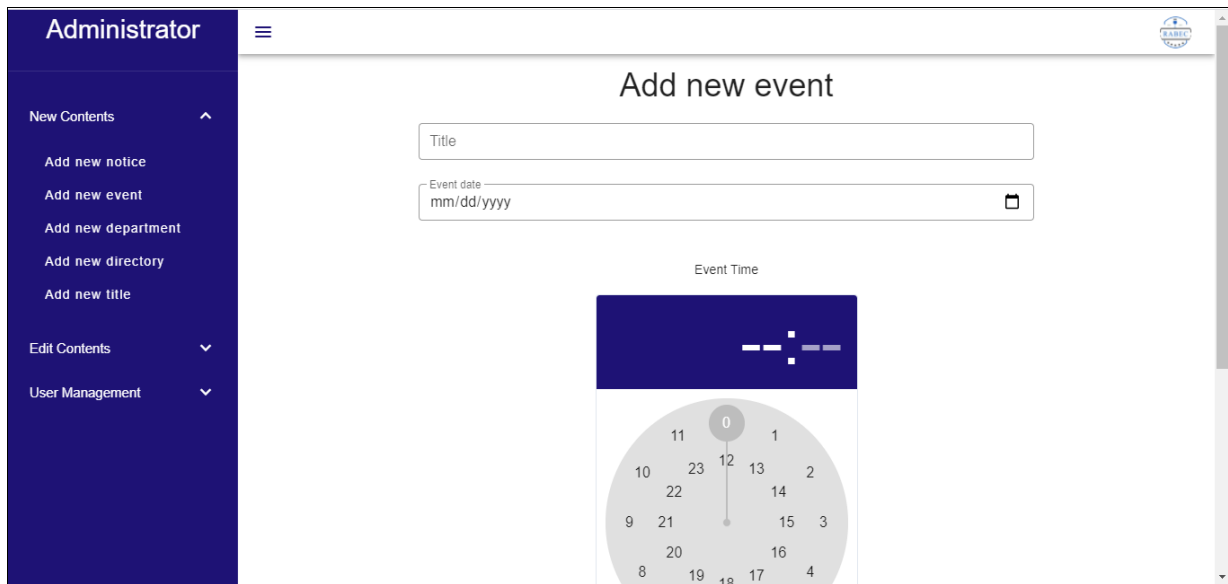 Administrator
RABEC
Add new event
New Contents
Add new notice
Add new event
Add new department
Add new directory
Add new title
Edit Contents
User Management
Title
Event date
mm/dd/yyyy
Event Time
--:--
0
11 1
12
10 23 13 2
22 14
9 21 15 3
20 16
8 19 18 17 4